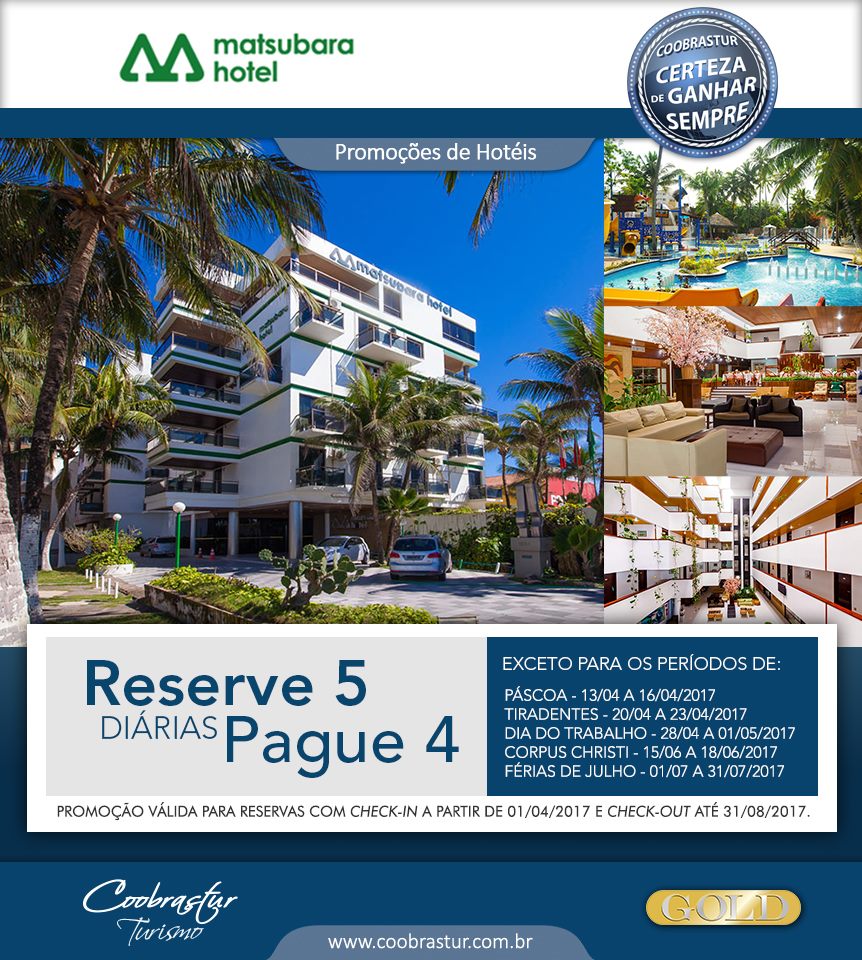 matsubara
hotel
COOBRASTUR
CERTEZA
DE GANHAR
SEMPRE
Promoções de Hotéis
matsubara hotel
matsubara
hotel
Reserve 5
DIÁRIAS Pague 4
EXCETO PARA OS PERÍODOS DE:
PÁSCOA - 13/04 A 16/04/2017
TIRADENTES - 20/04 A 23/04/2017
DIA DO TRABALHO - 28/04 A 01/05/2017
CORPUS CHRISTI - 15/06 A 18/06/2017
FÉRIAS DE JULHO - 01/07 A 31/07/2017
PROMOÇÃO VÁLIDA PARA RESERVAS COM CHECK-IN A PARTIR DE 01/04/2017 E CHECK-OUT ATÉ 31/08/2017.
Coobrastur
Turismo
GOLD
www.coobrastur.com.br